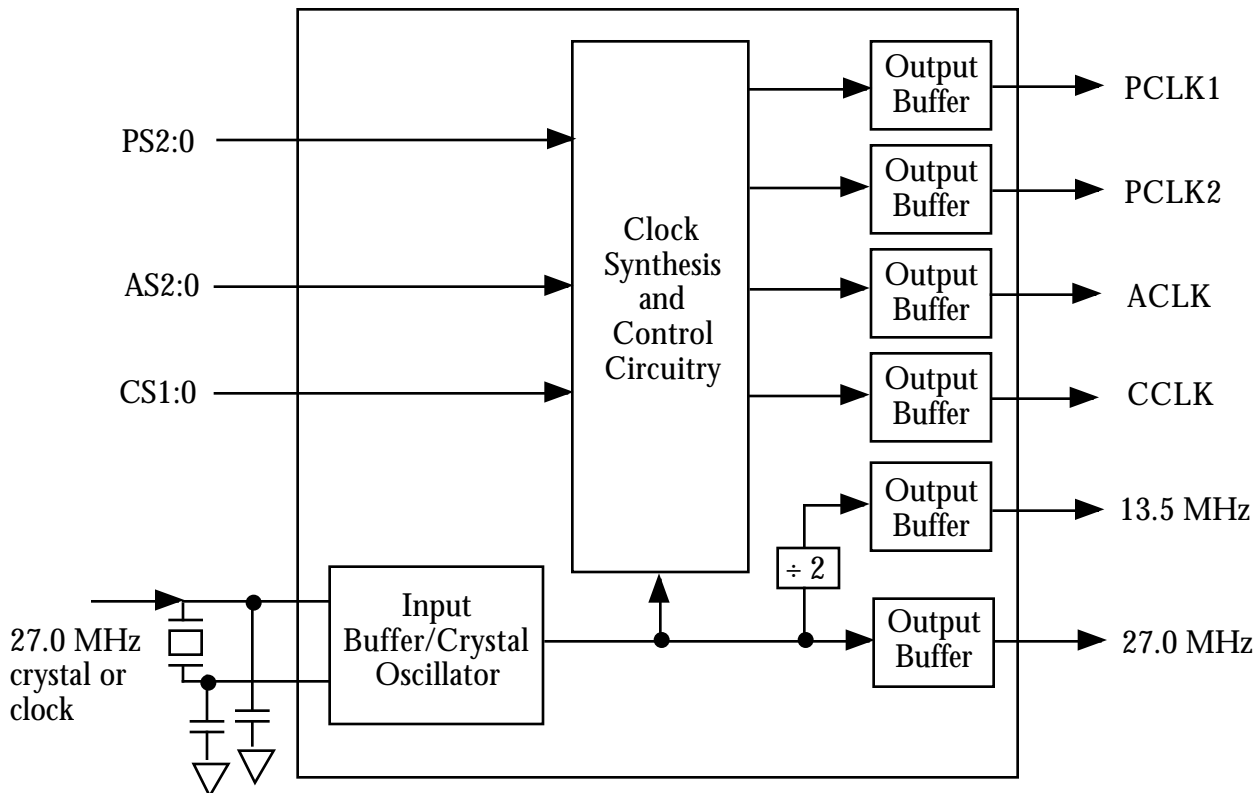 PS2:0
AS2:0
CS1:0
27.0 MHz
crystal or
clock
Input
Buffer/Crystal
Oscillator
Clock
Synthesis
and
Control
Circuitry
÷ 2
Output
Buffer
PCLK1
Output
Buffer
PCLK2
Output
Buffer
ACLK
Output
Buffer
CCLK
Output
Buffer
13.5 MHz
Output
Buffer
27.0 MHz